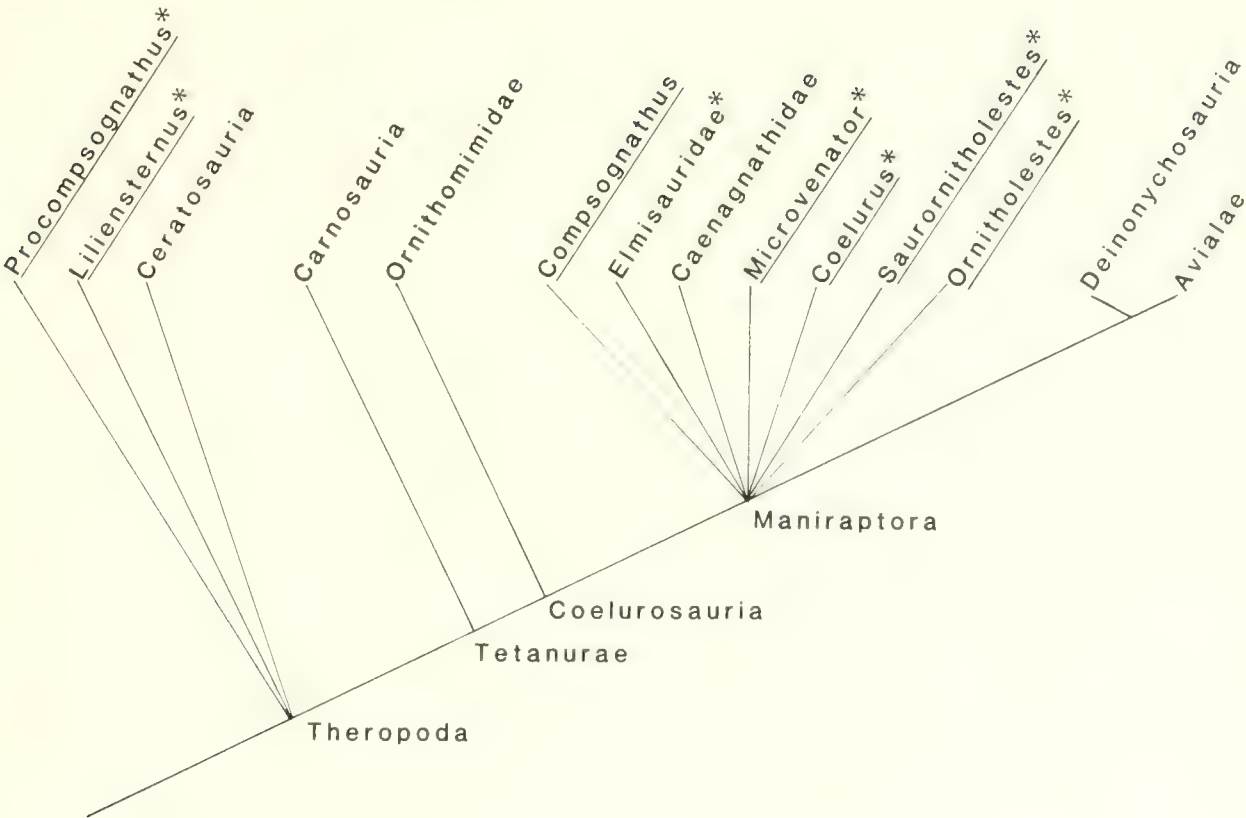 Procompsognathus*
Liliensternus*
Ceratosauria
Carnosauria
Ornithomimidae
Compsognathus
Elmisauridae*
Caenagnathidae
Microvenator*
Coelurus*
Saurornitholestes*
Ornitholestes*
Deinonychosauria
Avialae
Maniraptora
Coelurosauria
Tetanurae
Theropoda